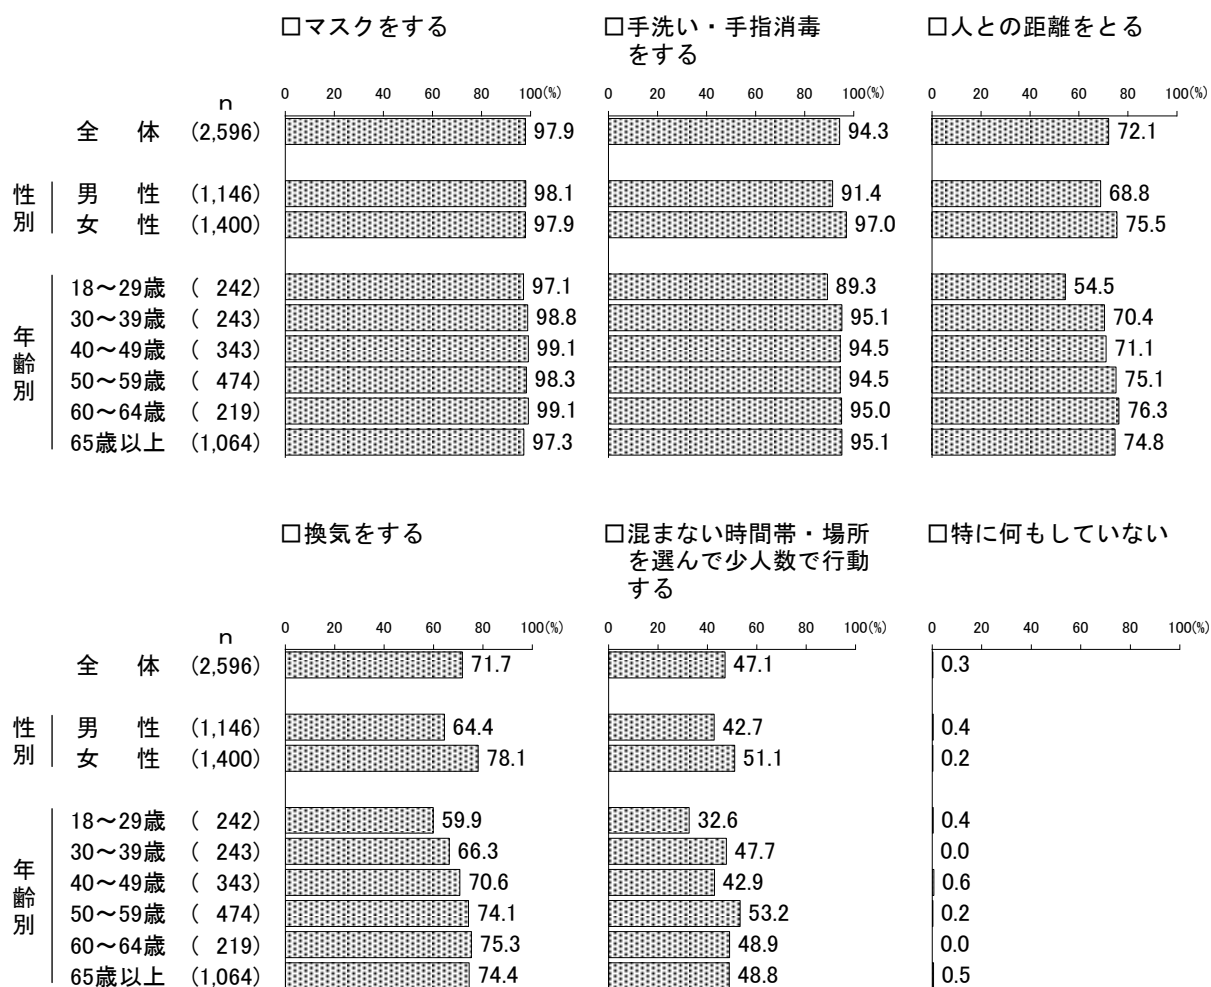 □マスクをする □手洗い・手指消毒 □人との距離をとる
をする
0 20 40 60 80 100(%) 0 20 40 60 80 100(%) 0 20 40 60 80 100(%)
n
全 体 (2,596) 97.9 94.3 72.1
性別
男 性 (1,146) 98.1 91.4 68.8
女 性 (1,400) 97.9 97.0 75.5
年齢別
18～29歳 ( 242) 97.1 89.3 54.5
30～39歳 ( 243) 98.8 95.1 70.4
40～49歳 ( 343) 99.1 94.5 71.1
50～59歳 ( 474) 98.3 94.5 75.1
60～64歳 ( 219) 99.1 95.0 76.3
65歳以上 (1,064) 97.3 95.1 74.8
□換気をする □混まない時間帯・場所 □特に何もしていない
を選んで少人数で行動
する
0 20 40 60 80 100(%) 0 20 40 60 80 100(%) 0 20 40 60 80 100(%)
n
全 体 (2,596) 71.7 47.1 0.3
性別
男 性 (1,146) 64.4 42.7 0.4
女 性 (1,400) 78.1 51.1 0.2
年齢別
18～29歳 ( 242) 59.9 32.6 0.4
30～39歳 ( 243) 66.3 47.7 0.0
40～49歳 ( 343) 70.6 42.9 0.6
50～59歳 ( 474) 74.1 53.2 0.2
60～64歳 ( 219) 75.3 48.9 0.0
65歳以上 (1,064) 74.4 48.8 0.5